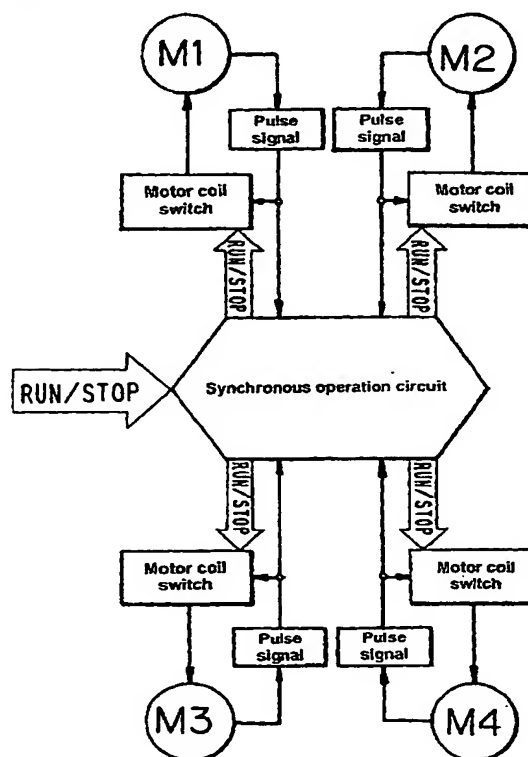 M1
M2
Pulse
signal
Pulse
signal
Motor coil
switch
Motor coil
switch
RUN/STOP
RUN/STOP
RUN/STOP
Synchronous operation circuit
RUN/STOP
RUN/STOP
Motor coil
switch
Motor coil
switch
Pulse
signal
Pulse
signal
M3
M4